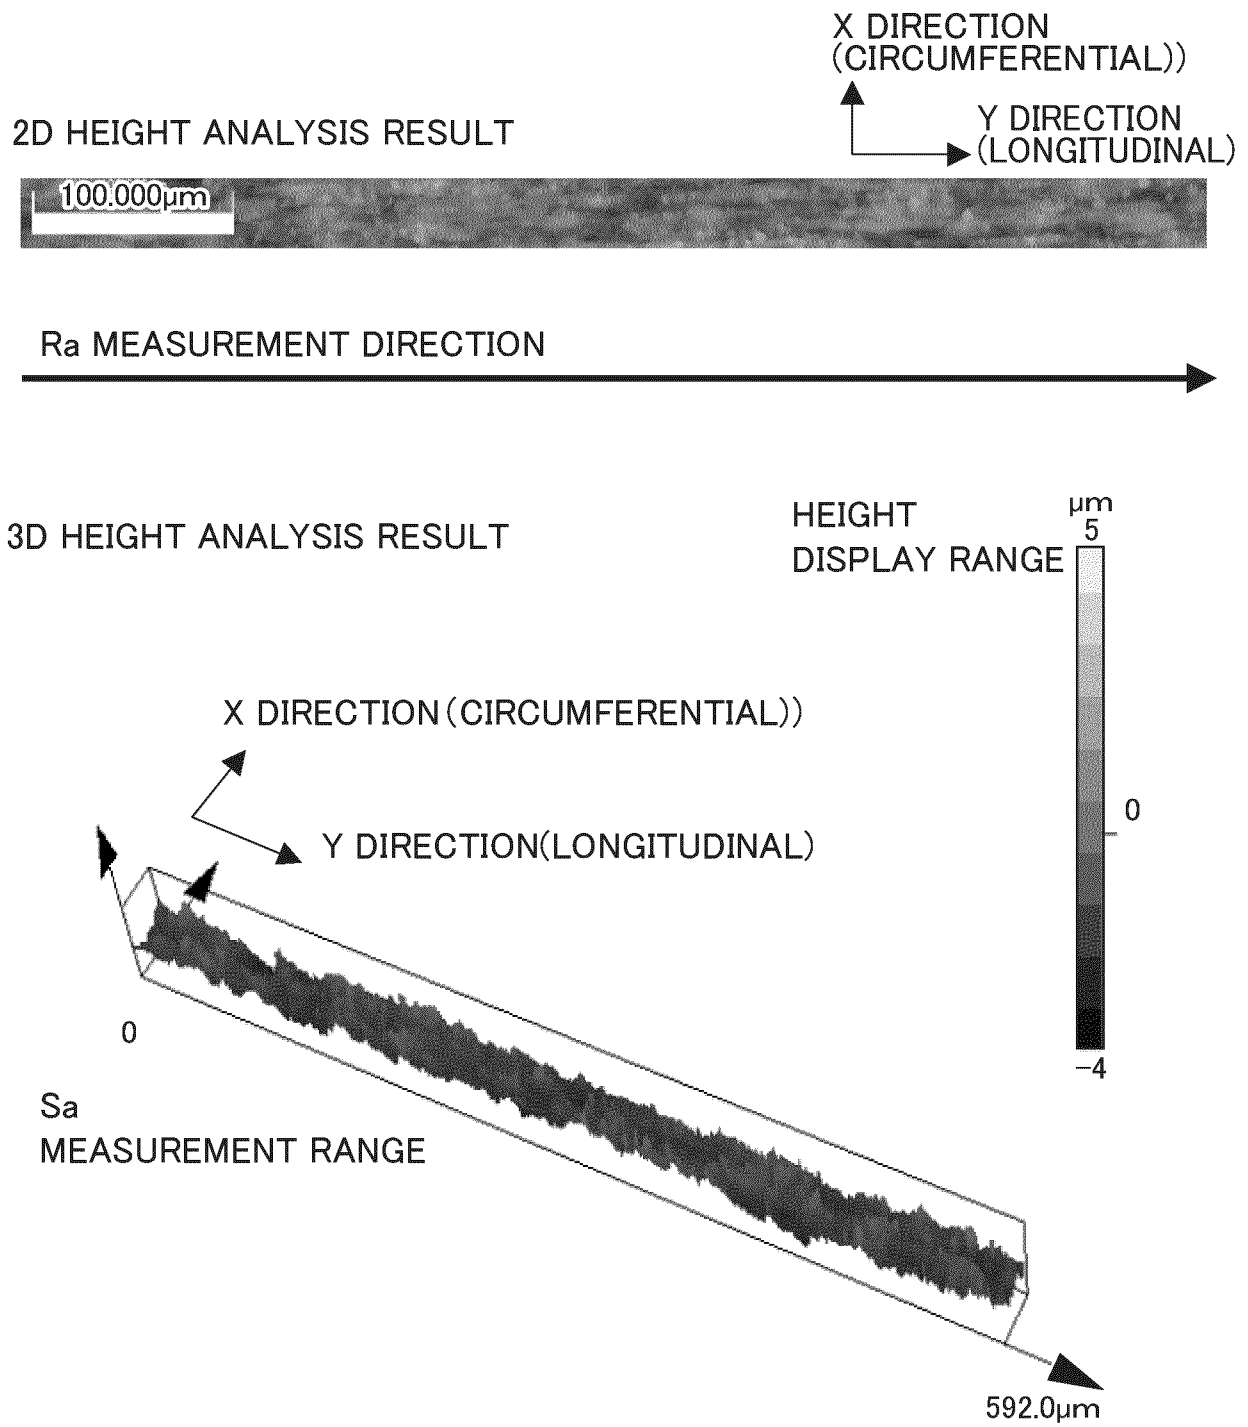 X DIRECTION
(CIRCUMFERENTIAL))
2D HEIGHT ANALYSIS RESULT
Y DIRECTION
(LONGITUDINAL)
100.000μm
Ra MEASUREMENT DIRECTION
3D HEIGHT ANALYSIS RESULT
HEIGHT
DISPLAY RANGE
μm
5
0
-4
X DIRECTION(CIRCUMFERENTIAL))
Y DIRECTION(LONGITUDINAL)
0
Sa
MEASUREMENT RANGE
592.0μm